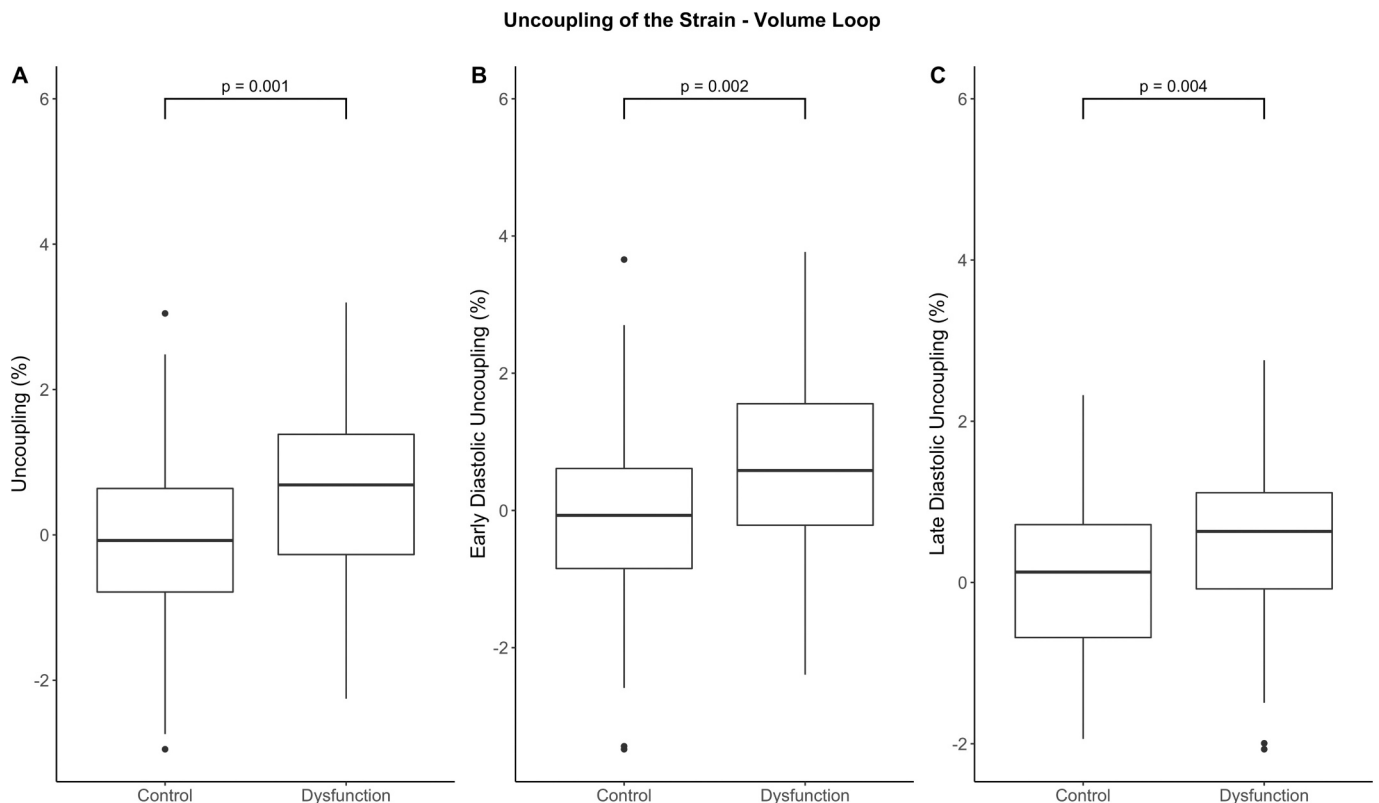 Uncoupling of the Strain - Volume Loop
A
p = 0.001
6
4
2
0
-2
Uncoupling (%)
Control
Dysfunction
B
p = 0.002
6
4
2
0
-2
Early Diastolic Uncoupling (%)
Control
Dysfunction
C
p = 0.004
6
4
2
0
-2
Late Diastolic Uncoupling (%)
Control
Dysfunction